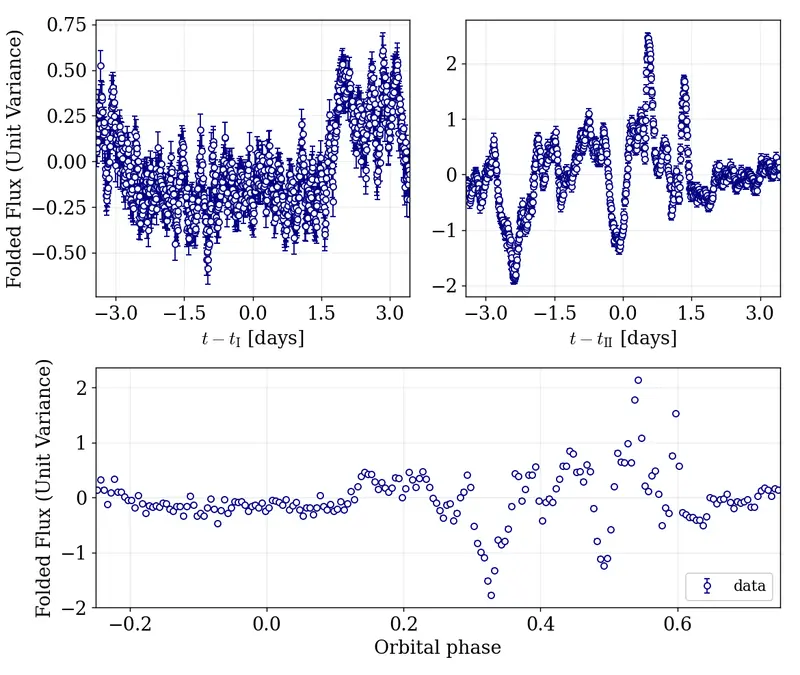 Folded Flux (Unit Variance)
0.75
0.50
0.25
0.00
−0.25
−0.50
−3.0 −1.5 0.0 1.5 3.0
t − tI [days]
2
1
0
−1
−2
−3.0 −1.5 0.0 1.5 3.0
t − tII [days]
Folded Flux (Unit Variance)
2
1
0
−1
−2
−0.2 0.0 0.2 0.4 0.6
Orbital phase
data